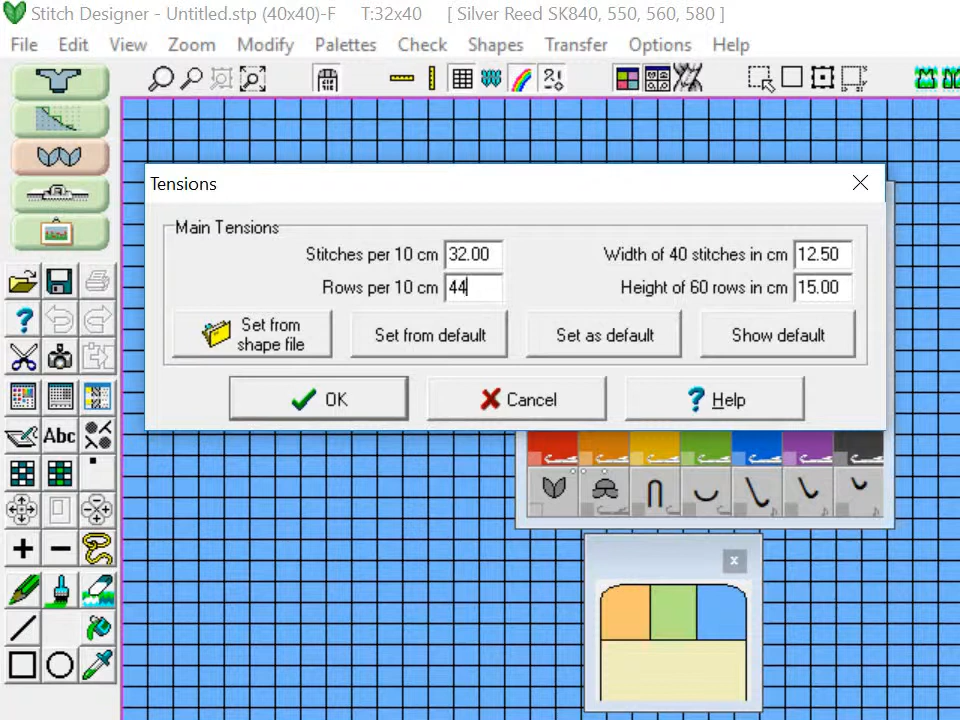 Stitch Designer - Untitled.stp (40x40)-F T:32x40 [ Silver Reed SK840, 550, 560, 580 ]
File Edit View Zoom Modify Palettes Check Shapes Transfer Options Help
Tensions
Main Tensions
Stitches per 10 cm 32.00 Width of 40 stitches in cm 12.50
Rows per 10 cm 44 Height of 60 rows in cm 15.00
Set from shape file Set from default Set as default Show default
OK Cancel Help
Abc
x